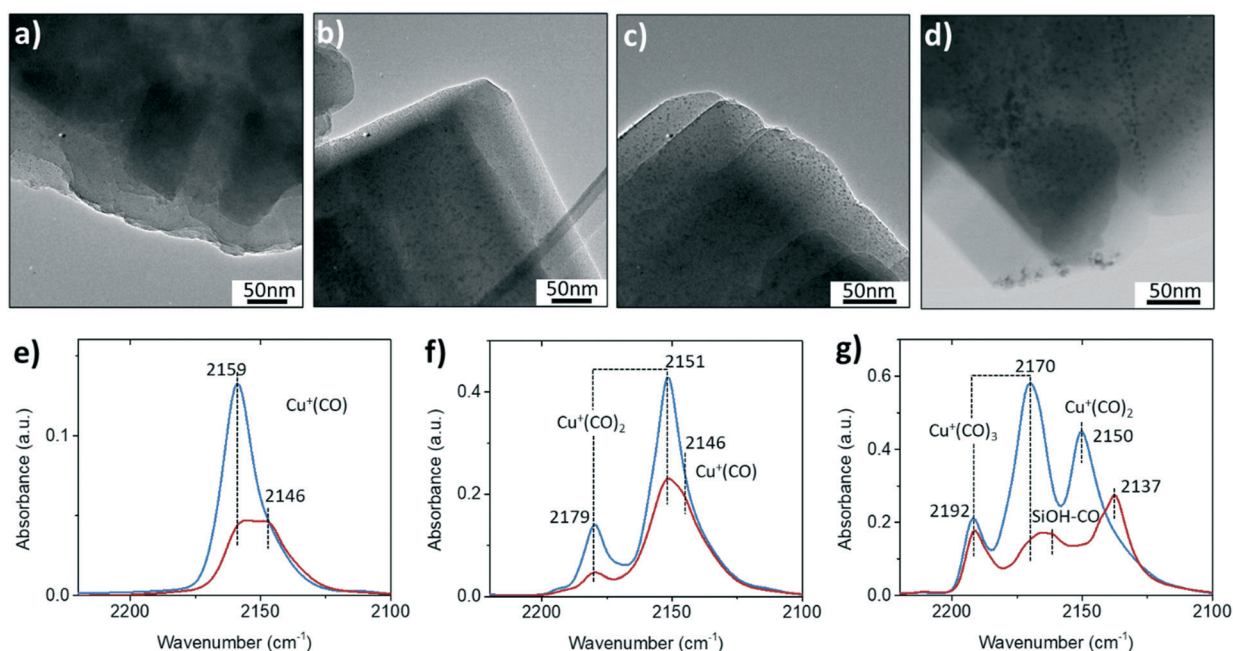 a)
b)
c)
d)
50nm
50nm
50nm
50nm
e)
f)
g)
2159
Cu⁺(CO)
2146
0.1
0.0
2200
2150
2100
Absorbance (a.u.)
Wavenumber (cm⁻¹)
2151
Cu⁺(CO)₂
2146
Cu⁺(CO)
2179
0.4
0.2
0.0
2200
2150
2100
Absorbance (a.u.)
Wavenumber (cm⁻¹)
2170
Cu⁺(CO)₃
Cu⁺(CO)₂
2150
2192
SiOH-CO
2137
0.6
0.4
0.2
0.0
2200
2150
2100
Absorbance (a.u.)
Wavenumber (cm⁻¹)